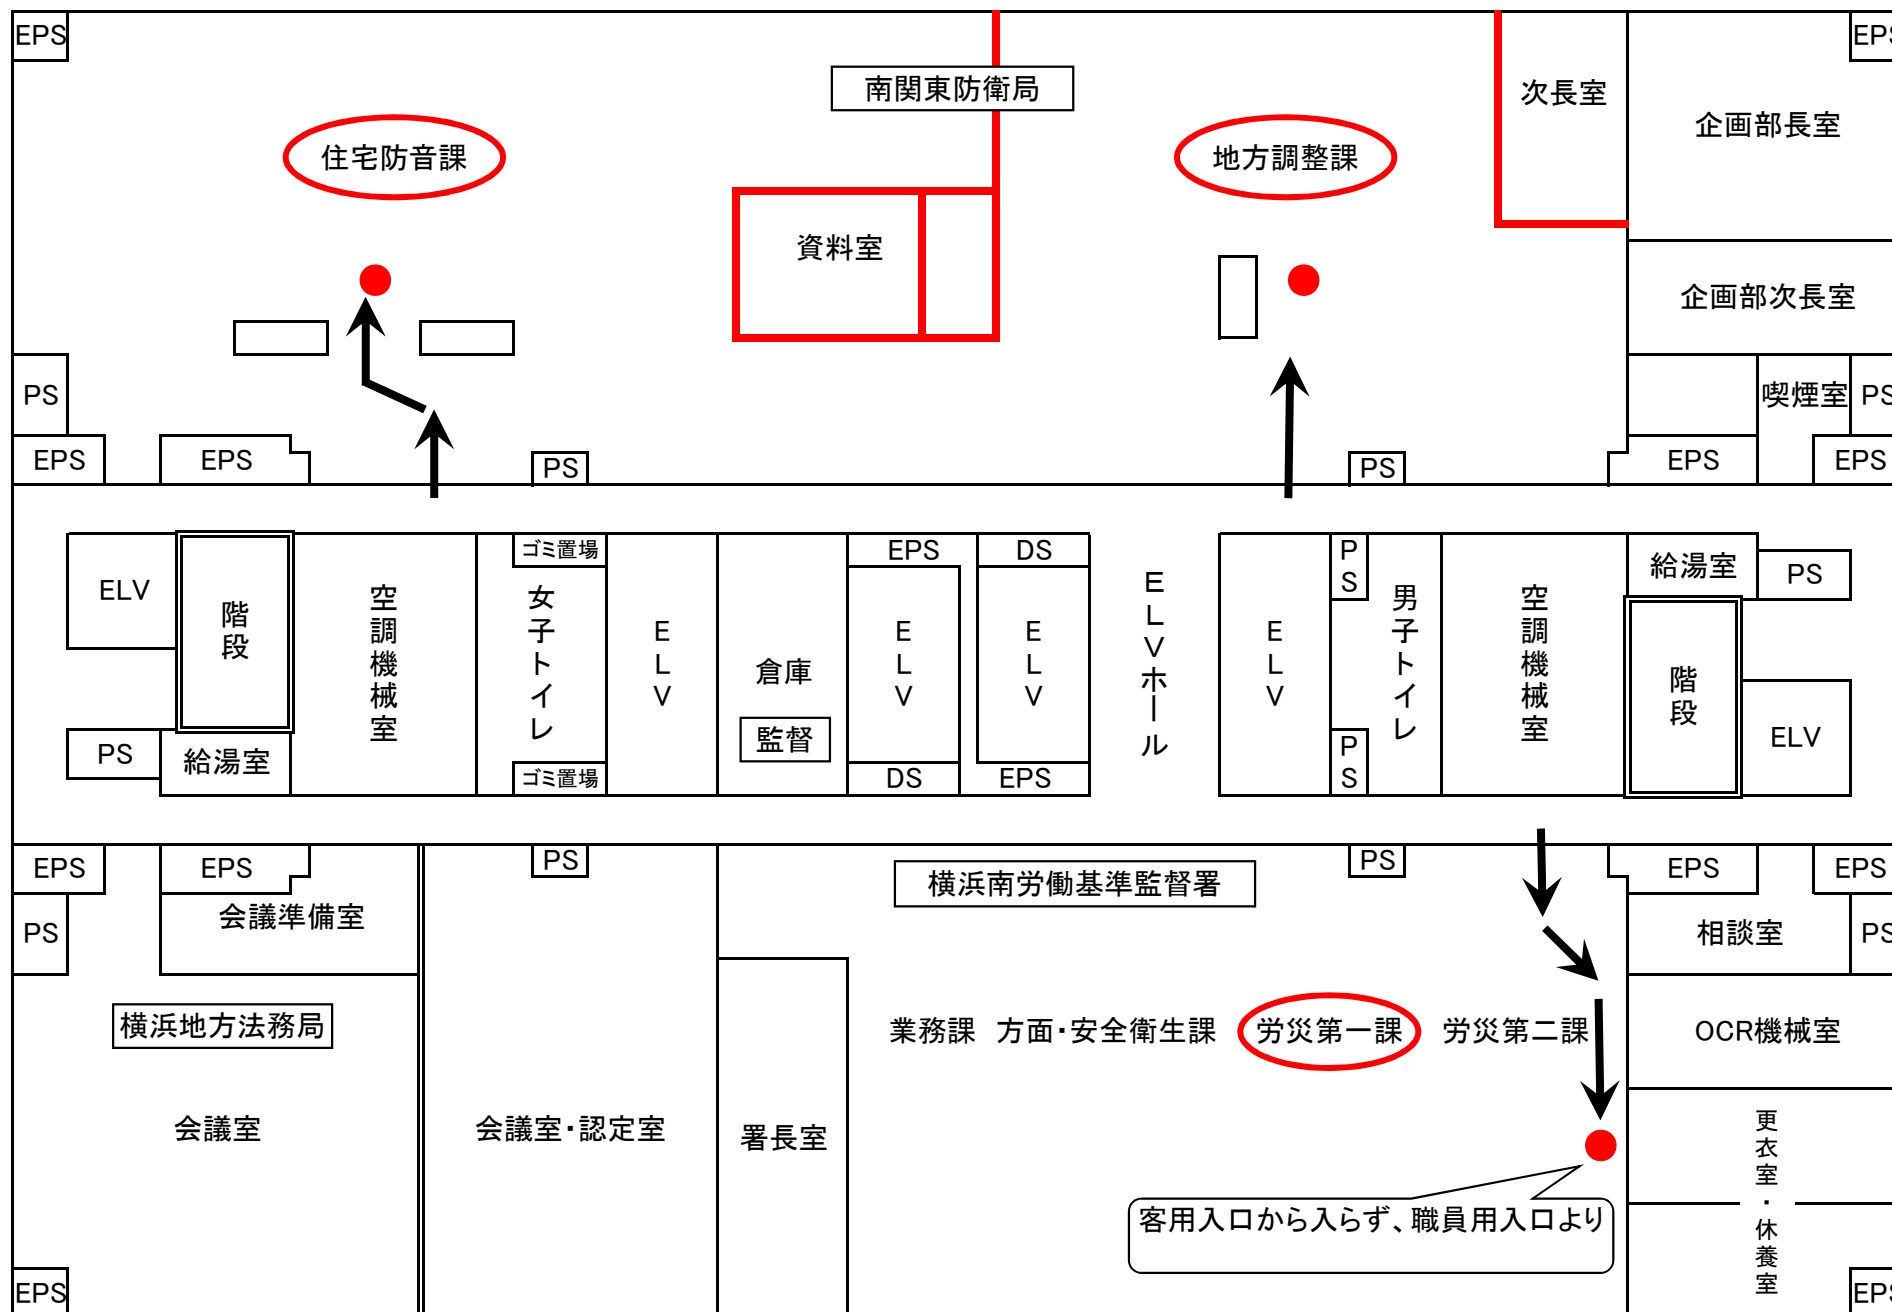 EPS
EPS
南関東防衛局
次長室
企画部長室
住宅防音課
地方調整課
資料室
企画部次長室
PS
喫煙室
PS
EPS
EPS
PS
PS
EPS
EPS
ゴミ置場
EPS
DS
PS
給湯室
PS
ELV
階段
空調機械室
女子トイレ
ELV
倉庫
監督
ELV
ELV
ELVホール
ELV
男子トイレ
空調機械室
階段
ELV
PS
給湯室
ゴミ置場
DS
EPS
PS
EPS
EPS
PS
横浜南労働基準監督署
PS
EPS
EPS
PS
会議準備室
相談室
PS
横浜地方法務局
業務課
方面・安全衛生課
労災第一課
労災第二課
OCR機械室
会議室
会議室・認定室
署長室
更衣室・休養室
客用入口から入らず、職員用入口より
EPS
EPS